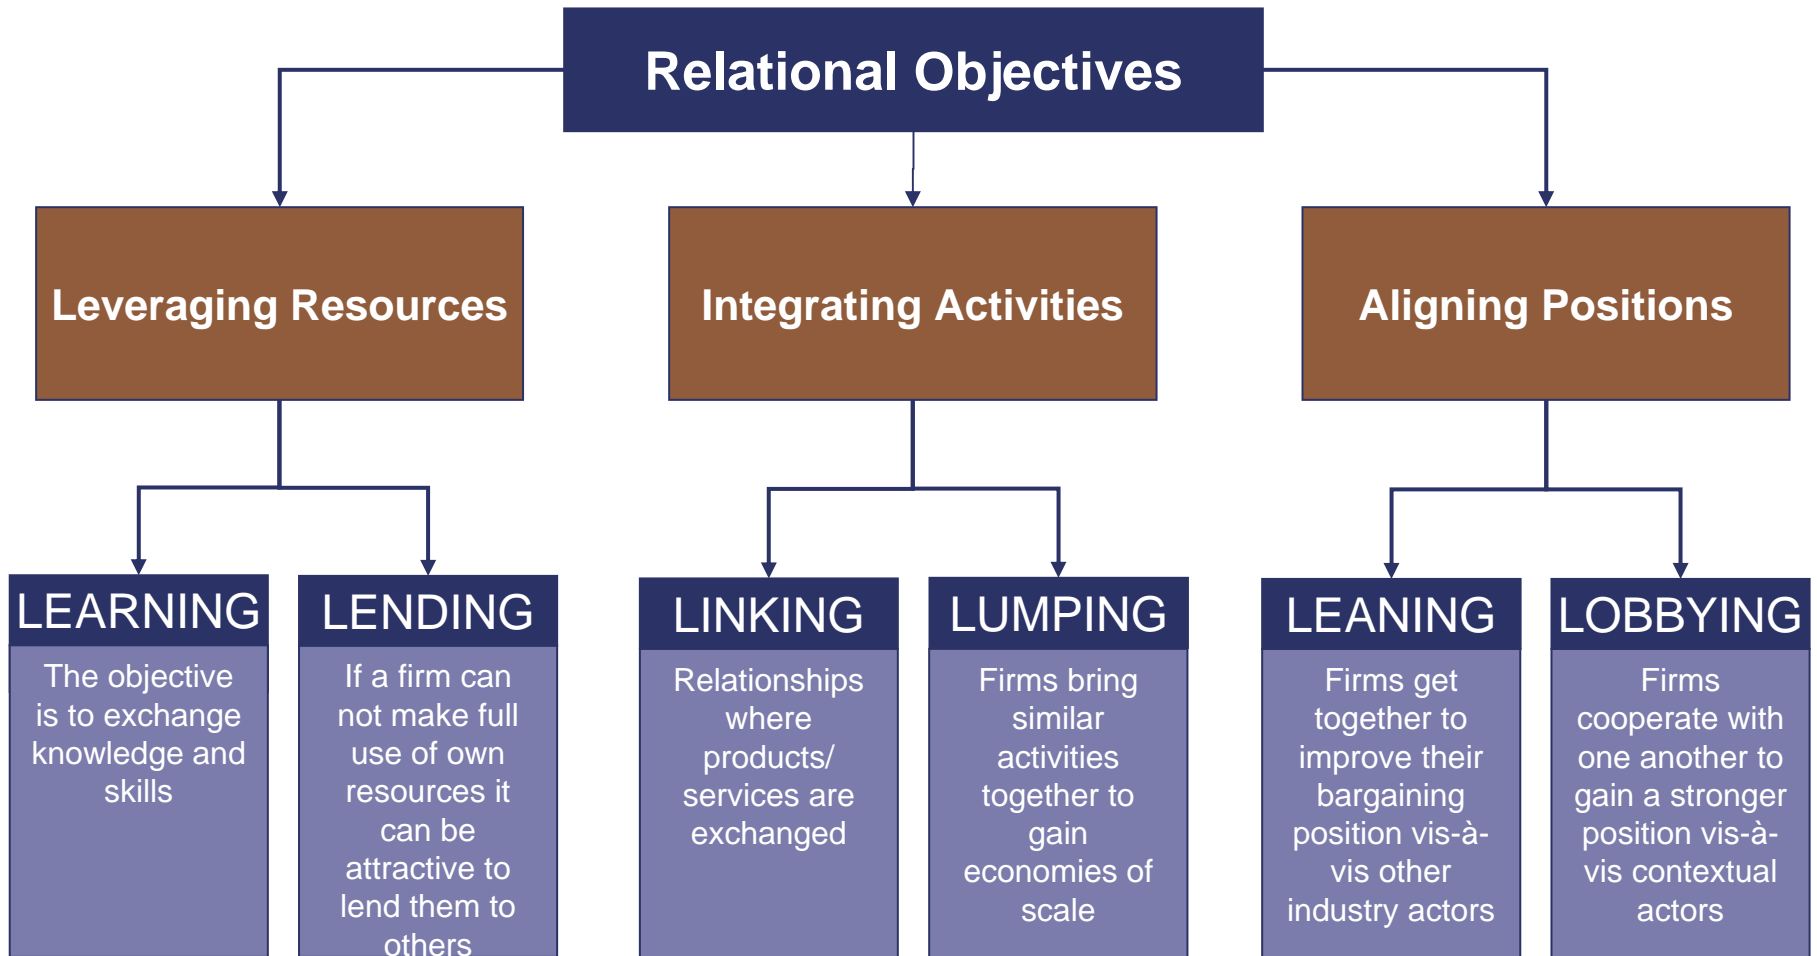 Relational Objectives
Leveraging Resources
Integrating Activities
Aligning Positions
LEARNING
The objective
is to exchange
knowledge and
skills
LENDING
If a firm can
not make full
use of own
resources it
can be
attractive to
lend them to
others
LINKING
Relationships
where
products/
services are
exchanged
LUMPING
Firms bring
similar
activities
together to
gain
economies of
scale
LEANING
Firms get
together to
improve their
bargaining
position vis-à-
vis other
industry actors
LOBBYING
Firms
cooperate with
one another to
gain a stronger
position vis-à-
vis contextual
actors